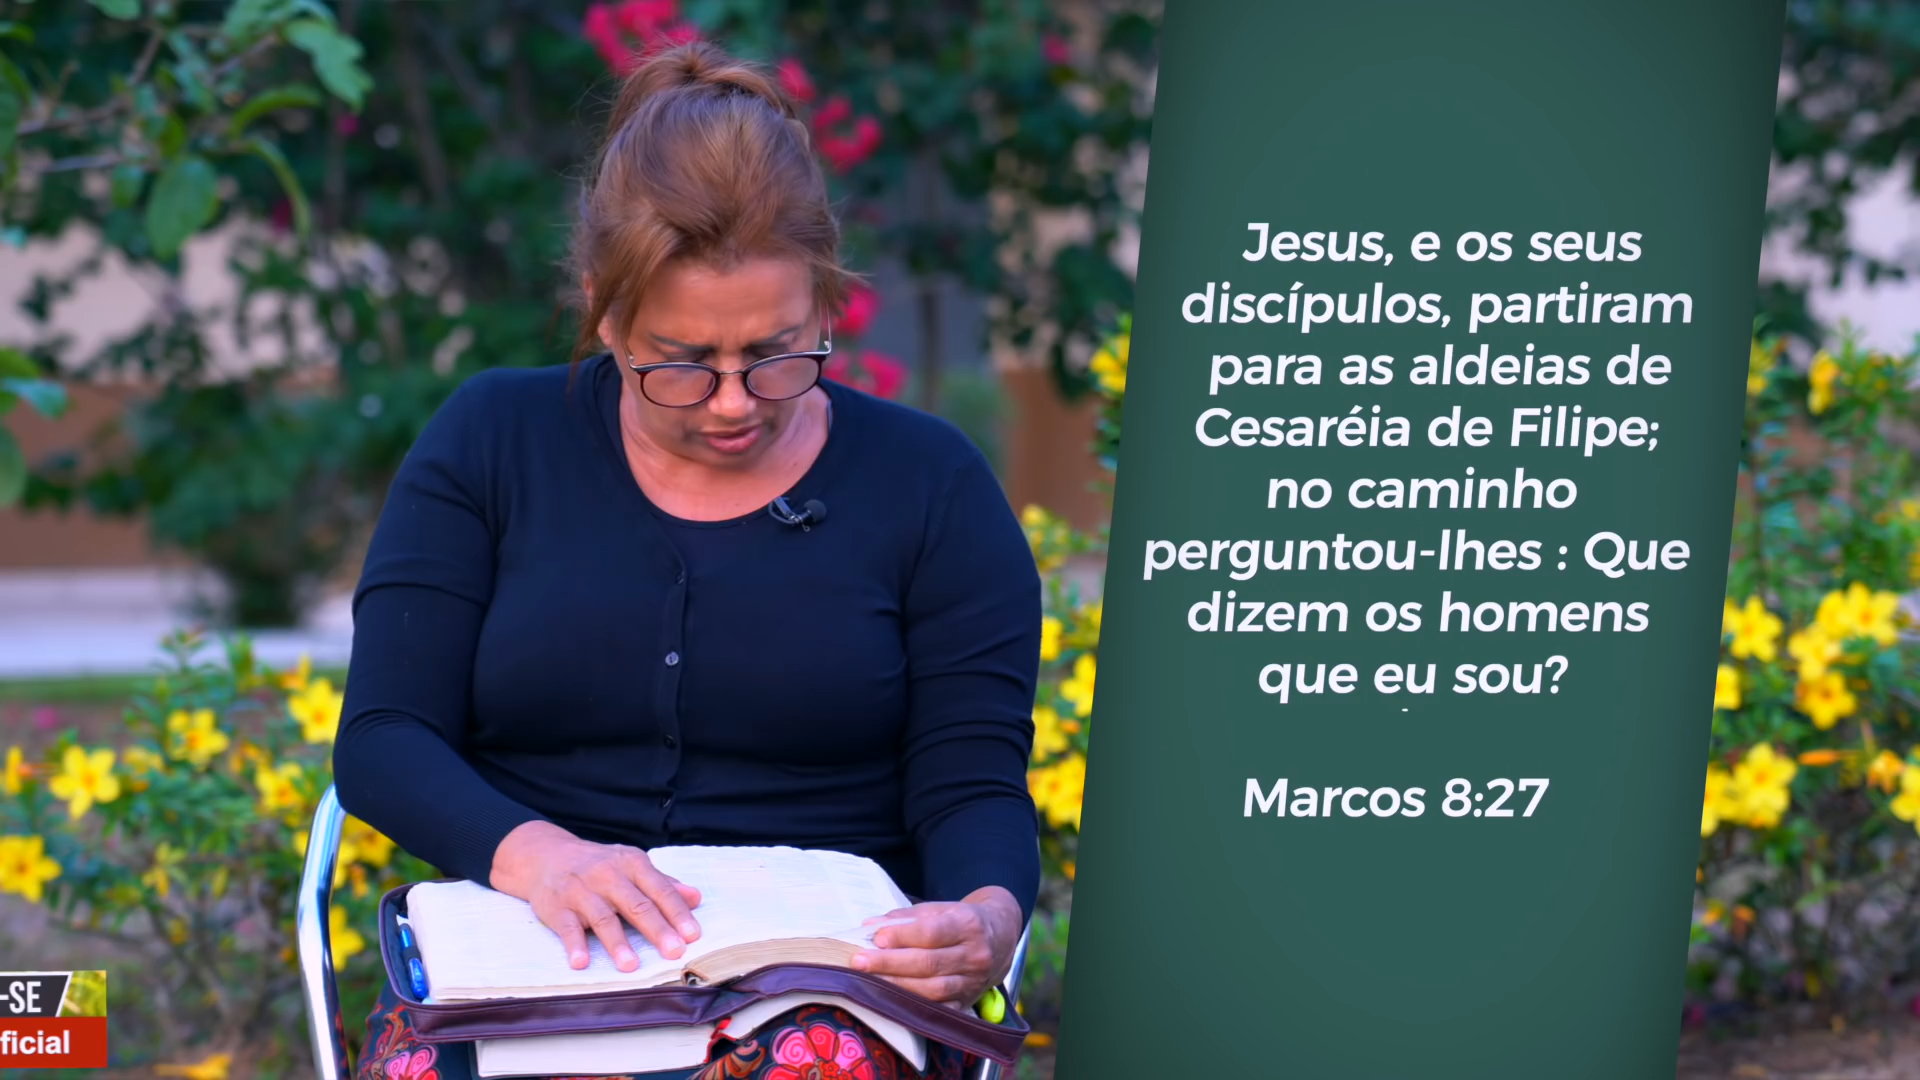 Jesus, e os seus
discípulos, partiram
para as aldeias de
Cesaréia de Filipe;
no caminho
perguntou-lhes : Que
dizem os homens
que eu sou?
Marcos 8:27
-SE
ficial